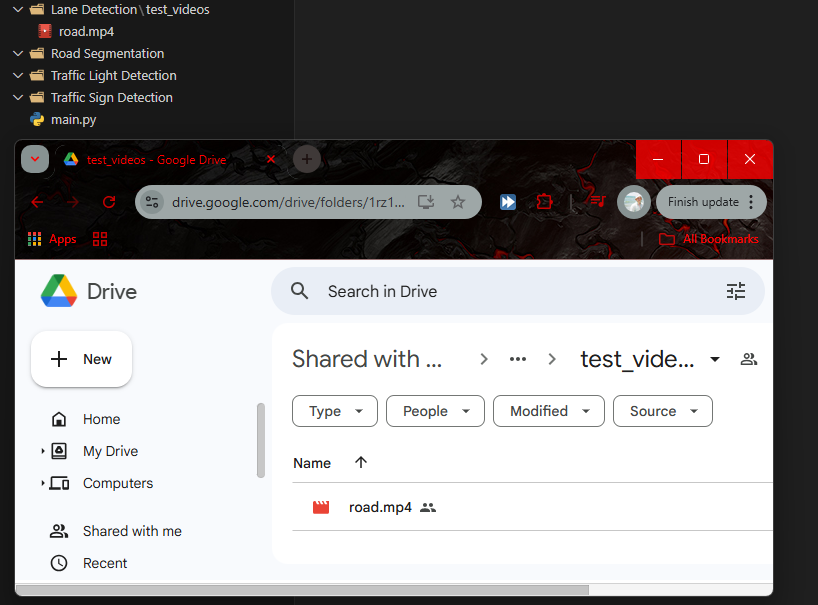 Lane Detection\test_videos
road.mp4
Road Segmentation
Traffic Light Detection
Traffic Sign Detection
main.py
test_videos - Google Drive
drive.google.com/drive/folders/1rz1...
Finish update
Apps
All Bookmarks
Drive
Search in Drive
New
Shared with ...
test_vide...
Type
People
Modified
Source
Home
My Drive
Computers
Shared with me
Recent
Name
road.mp4